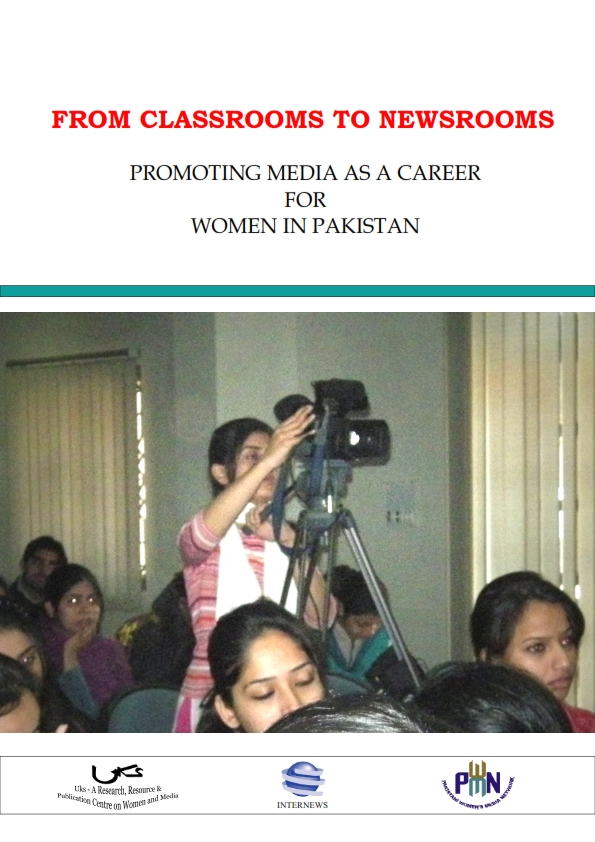 FROM CLASSROOMS TO NEWSROOMS
PROMOTING MEDIA AS A CAREER
FOR
WOMEN IN PAKISTAN
Uks - A Research, Resource &
Publication Centre on Women and Media
INTERNEWS
PWMN
PAKISTAN WOMEN'S MEDIA NETWORK